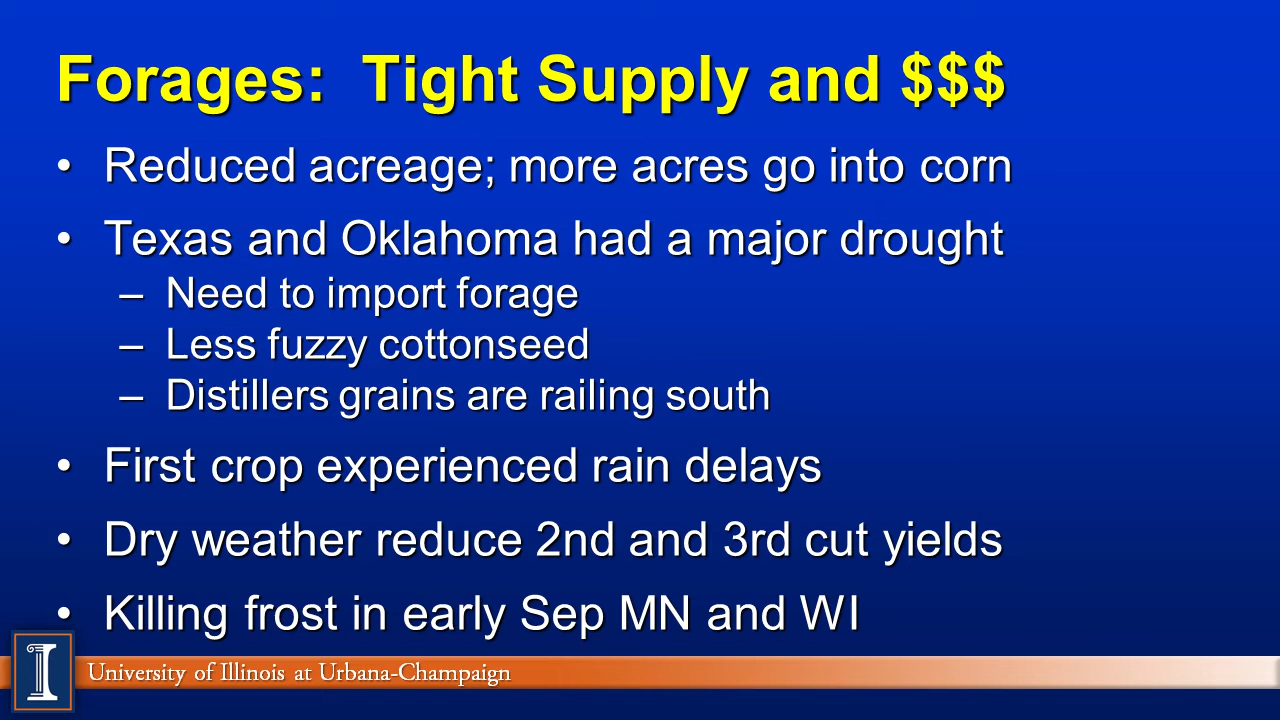 Forages:  Tight Supply and $$$
• Reduced acreage; more acres go into corn
• Texas and Oklahoma had a major drought
– Need to import forage
– Less fuzzy cottonseed
– Distillers grains are railing south
• First crop experienced rain delays
• Dry weather reduce 2nd and 3rd cut yields
• Killing frost in early Sep MN and WI
I
University of Illinois at Urbana-Champaign